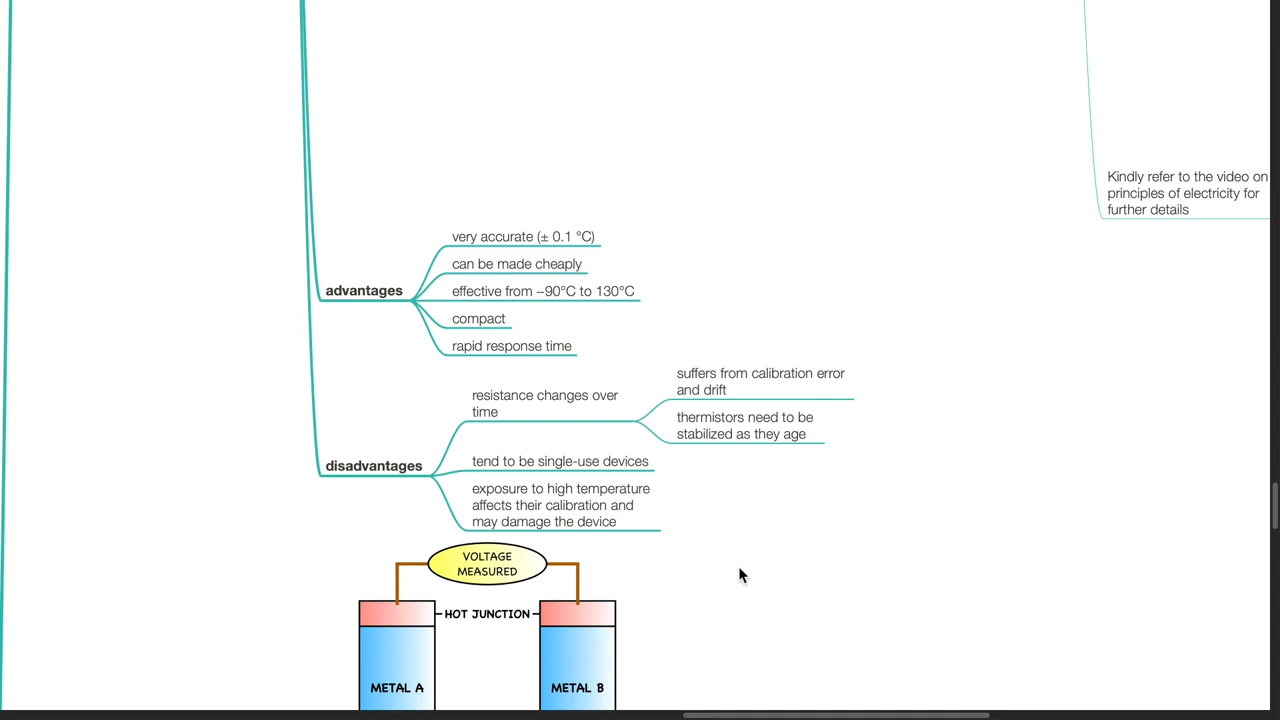 Kindly refer to the video on
principles of electricity for
further details
very accurate (± 0.1 °C)
can be made cheaply
advantages
effective from –90°C to 130°C
compact
rapid response time
suffers from calibration error
and drift
resistance changes over
time
thermistors need to be
stabilized as they age
disadvantages
tend to be single-use devices
exposure to high temperature
affects their calibration and
may damage the device
VOLTAGE
MEASURED
HOT JUNCTION
METAL A
METAL B